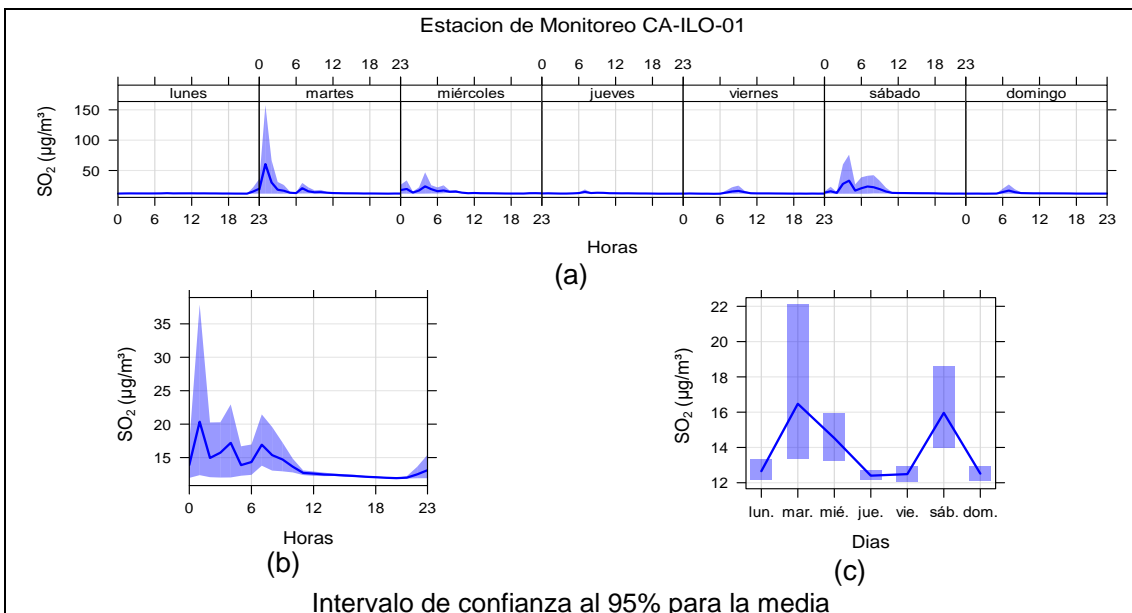 Estacion de Monitoreo CA-ILO-01
0 6 12 18 23 0 6 12 18 23 0 6 12 18 23
lunes martes miércoles jueves viernes sábado domingo
SO₂ (µg/m³)
150
100
50
0 6 12 18 23 0 6 12 18 23 0 6 12 18 23 0 6 12 18 23
Horas
(a)
SO₂ (µg/m³)
35
30
25
20
15
0 6 12 18 23
Horas
(b)
SO₂ (µg/m³)
22
20
18
16
14
12
lun. mar. mié. jue. vie. sáb. dom.
Dias
(c)
Intervalo de confianza al 95% para la media